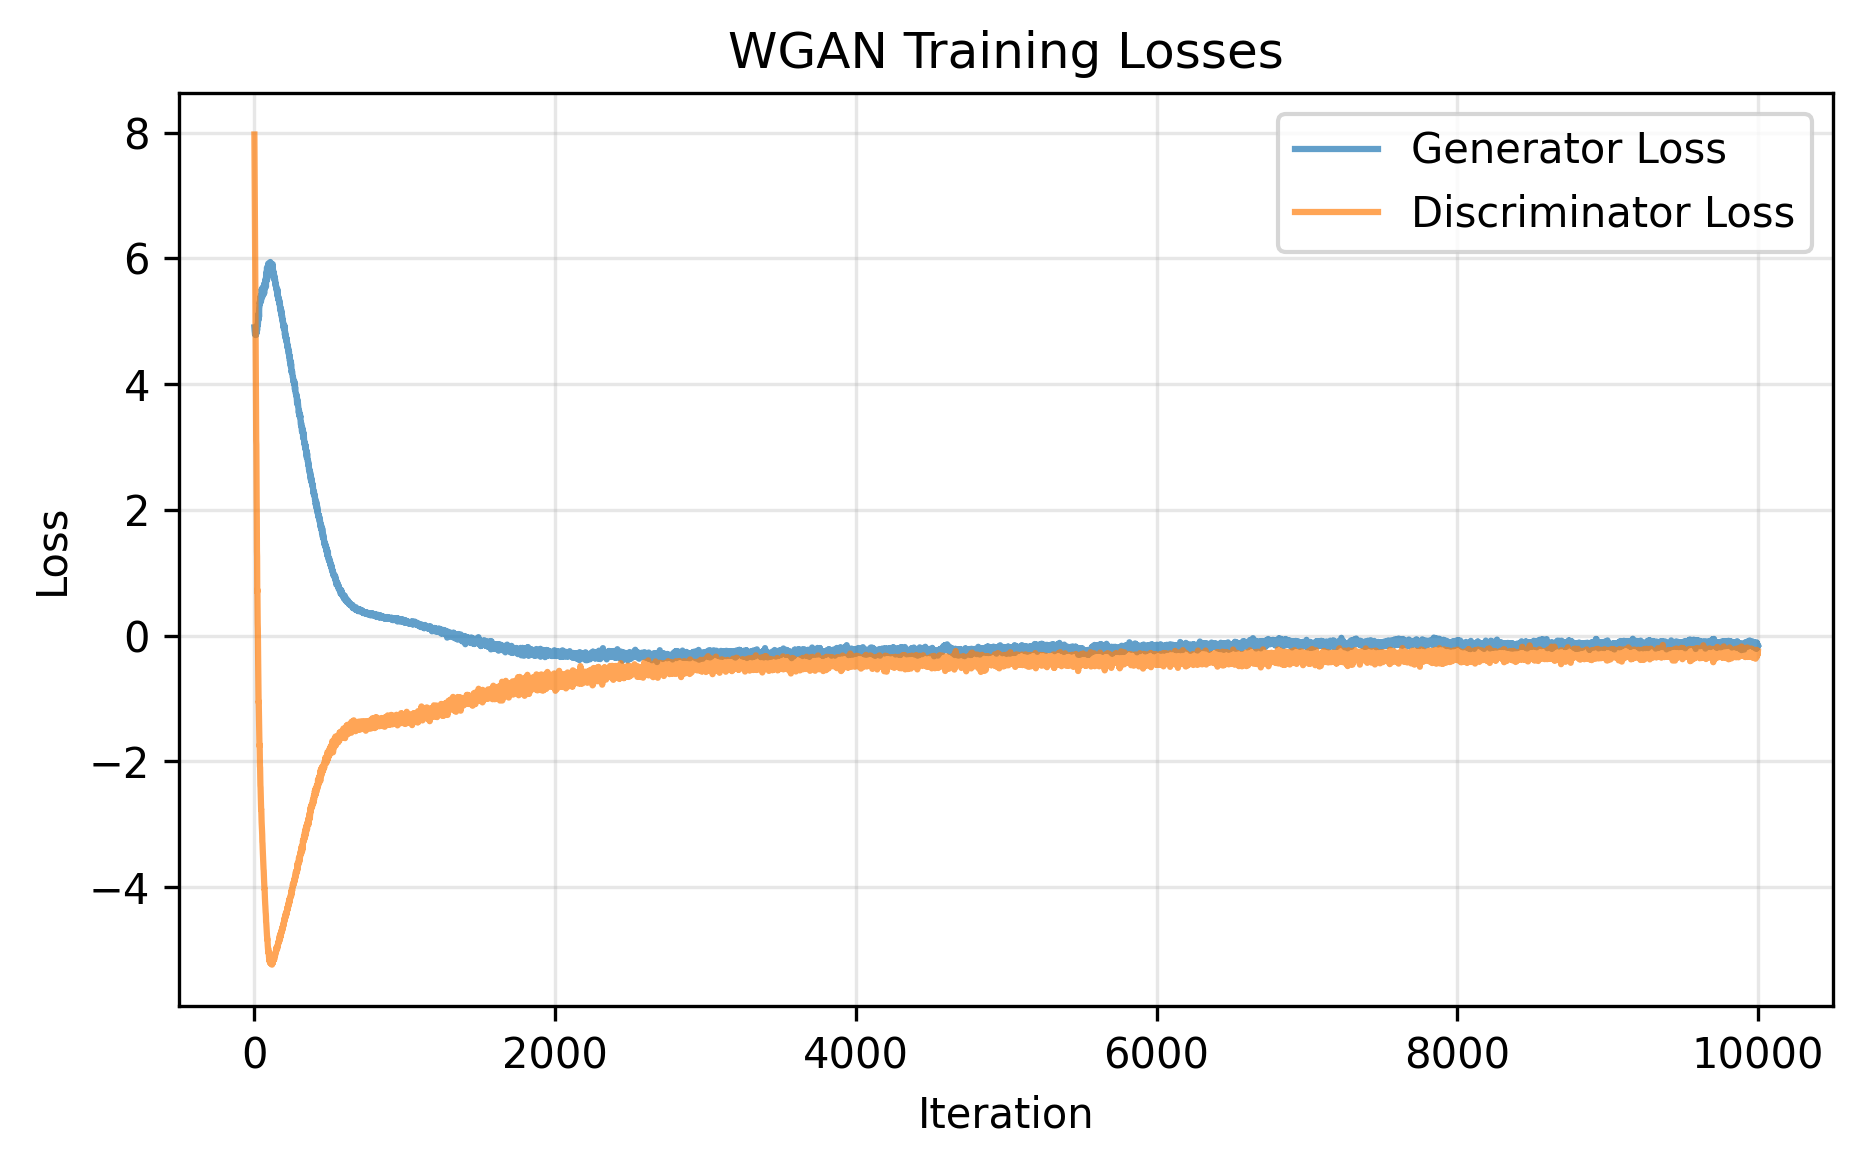 WGAN Training Losses
Generator Loss
Discriminator Loss
8
6
4
2
0
−2
−4
Loss
0 2000 4000 6000 8000 10000
Iteration